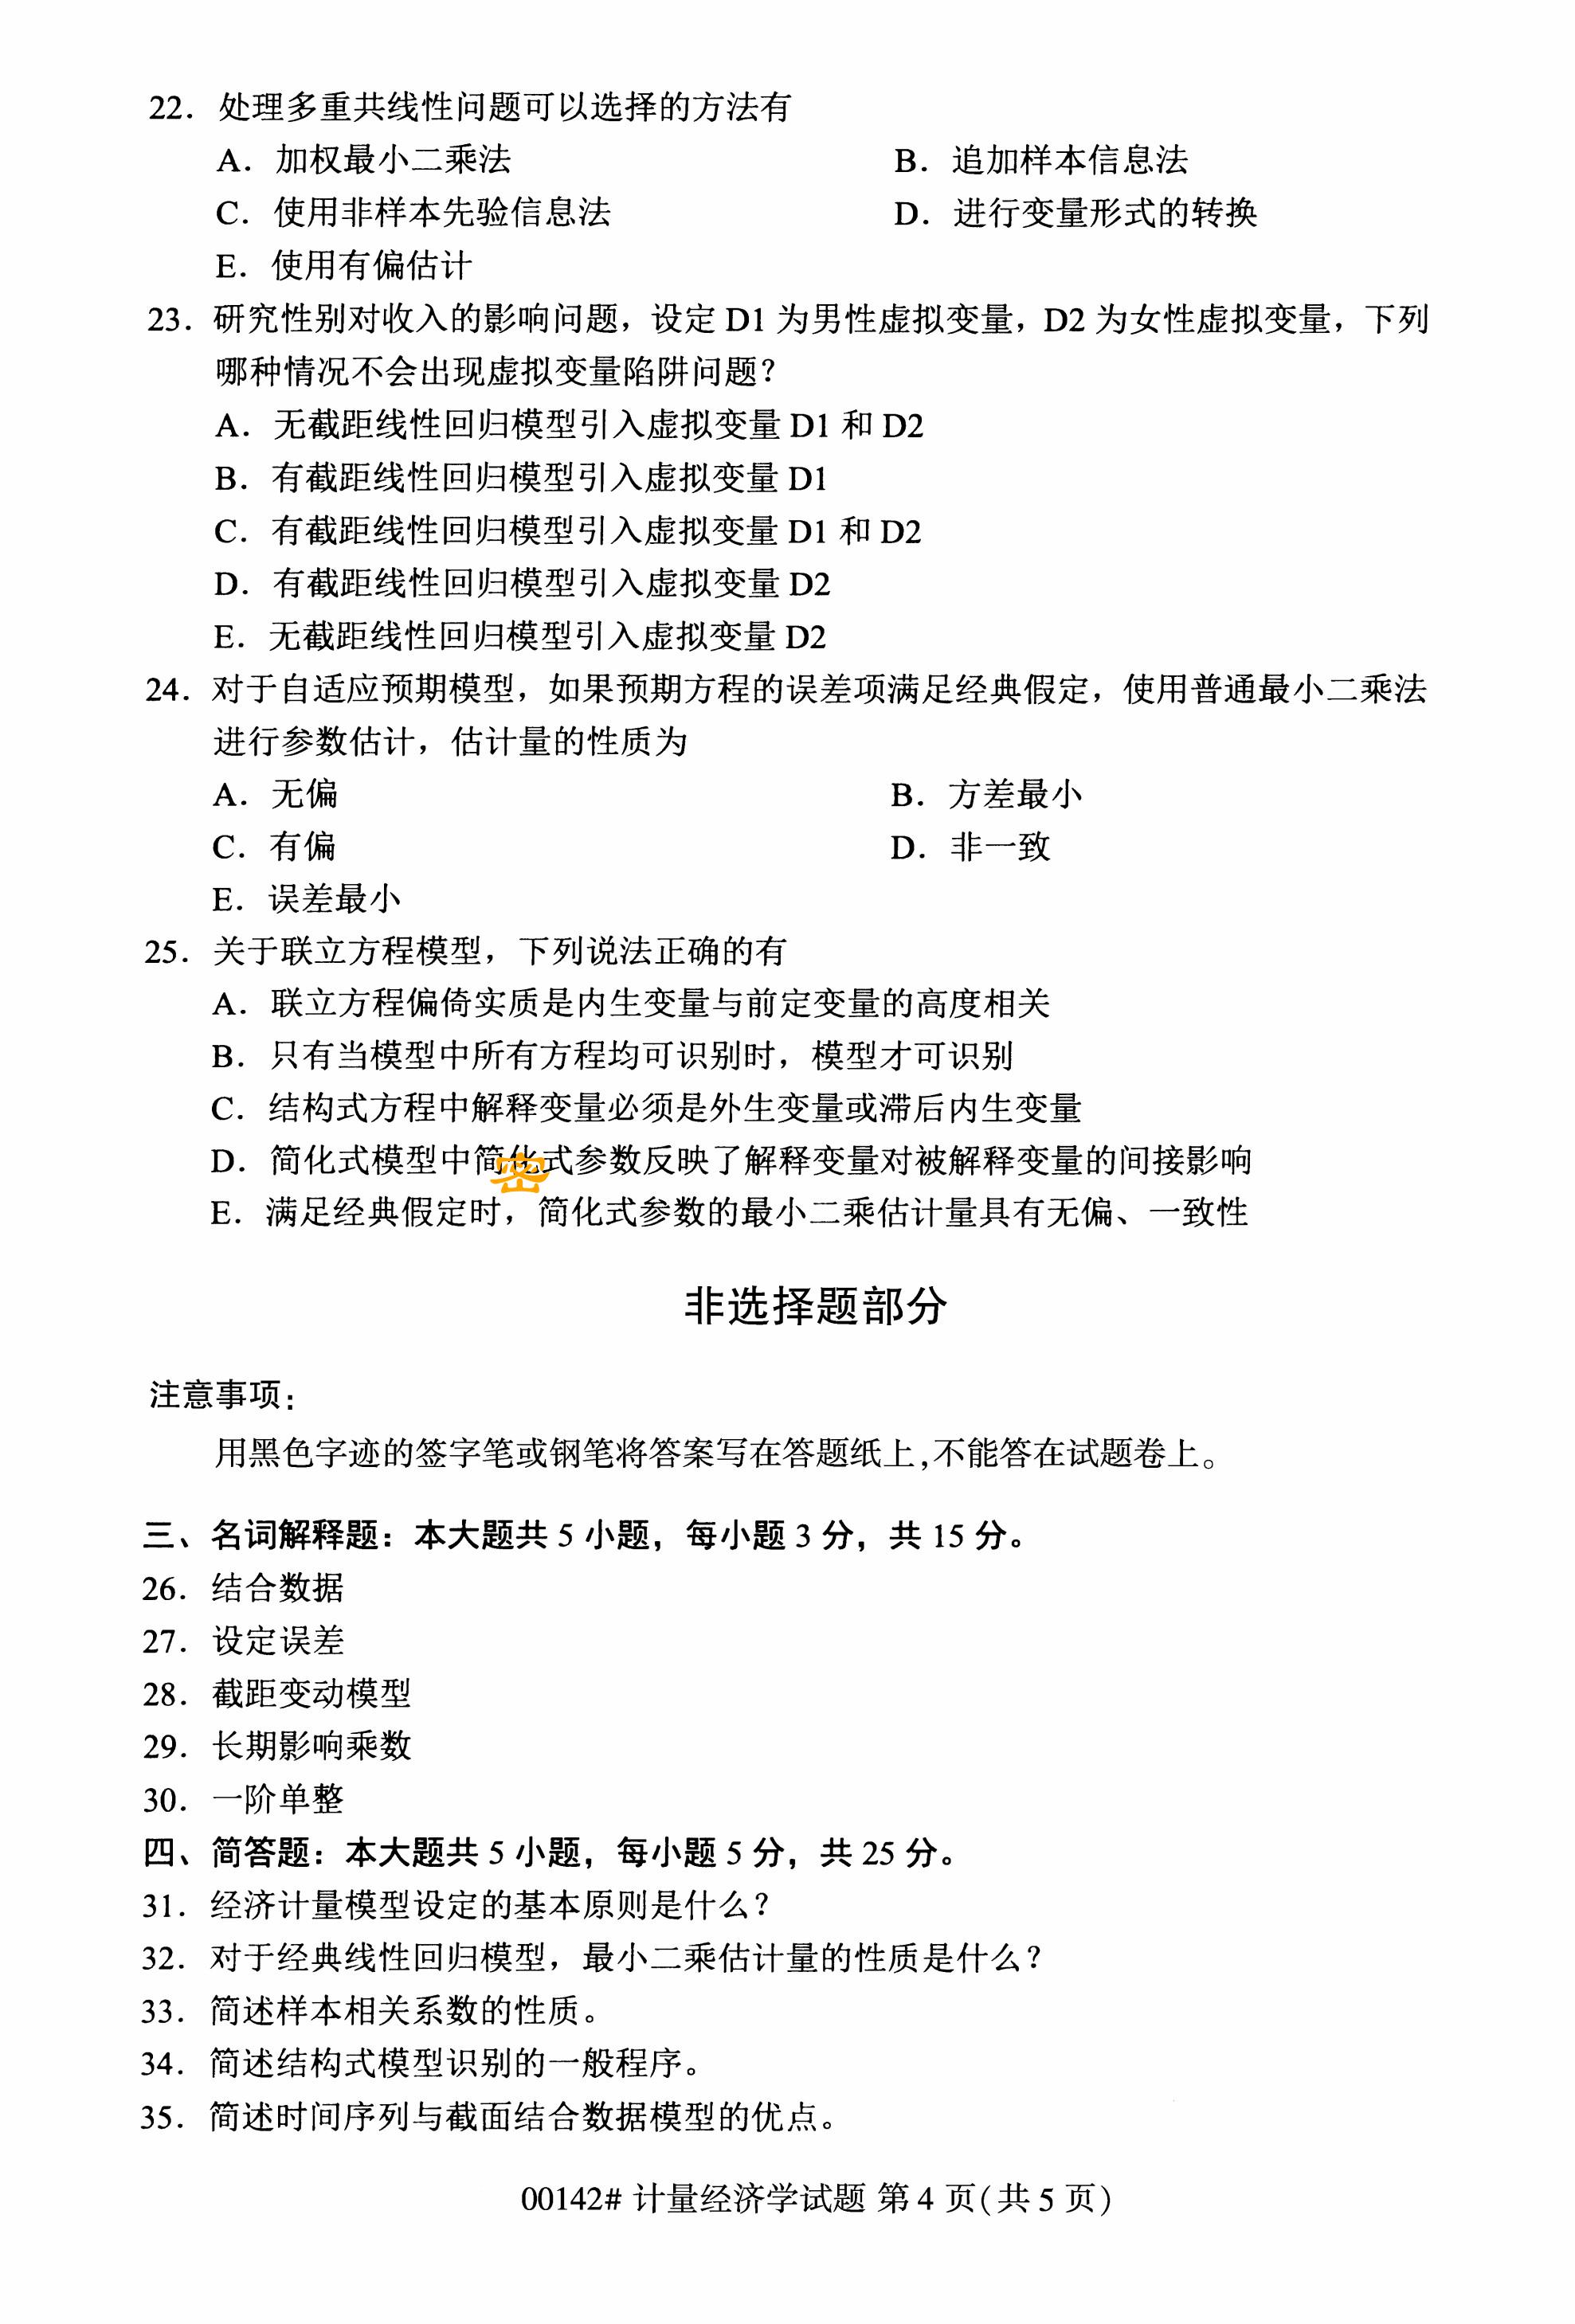 22. 处理多重共线性问题可以选择的方法有
A. 加权最小二乘法 B. 追加样本信息法
C. 使用非样本先验信息法 D. 进行变量形式的转换
E. 使用有偏估计
23. 研究性别对收入的影响问题，设定 D1 为男性虚拟变量，D2 为女性虚拟变量，下列
哪种情况不会出现虚拟变量陷阱问题？
A. 无截距线性回归模型引入虚拟变量 D1 和 D2
B. 有截距线性回归模型引入虚拟变量 D1
C. 有截距线性回归模型引入虚拟变量 D1 和 D2
D. 有截距线性回归模型引入虚拟变量 D2
E. 无截距线性回归模型引入虚拟变量 D2
24. 对于自适应预期模型，如果预期方程的误差项满足经典假定，使用普通最小二乘法
进行参数估计，估计量的性质为
A. 无偏 B. 方差最小
C. 有偏 D. 非一致
E. 误差最小
25. 关于联立方程模型，下列说法正确的有
A. 联立方程偏倚实质是内生变量与前定变量的高度相关
B. 只有当模型中所有方程均可识别时，模型才可识别
C. 结构式方程中解释变量必须是外生变量或滞后内生变量
D. 简化式模型中简化式参数反映了解释变量对被解释变量的间接影响
密
E. 满足经典假定时，简化式参数的最小二乘估计量具有无偏、一致性
非选择题部分
注意事项：
用黑色字迹的签字笔或钢笔将答案写在答题纸上,不能答在试题卷上。
三、名词解释题：本大题共 5 小题，每小题 3 分，共 15 分。
26. 结合数据
27. 设定误差
28. 截距变动模型
29. 长期影响乘数
30. 一阶单整
四、简答题：本大题共 5 小题，每小题 5 分，共 25 分。
31. 经济计量模型设定的基本原则是什么？
32. 对于经典线性回归模型，最小二乘估计量的性质是什么？
33. 简述样本相关系数的性质。
34. 简述结构式模型识别的一般程序。
35. 简述时间序列与截面结合数据模型的优点。
00142# 计量经济学试题 第 4 页(共 5 页)